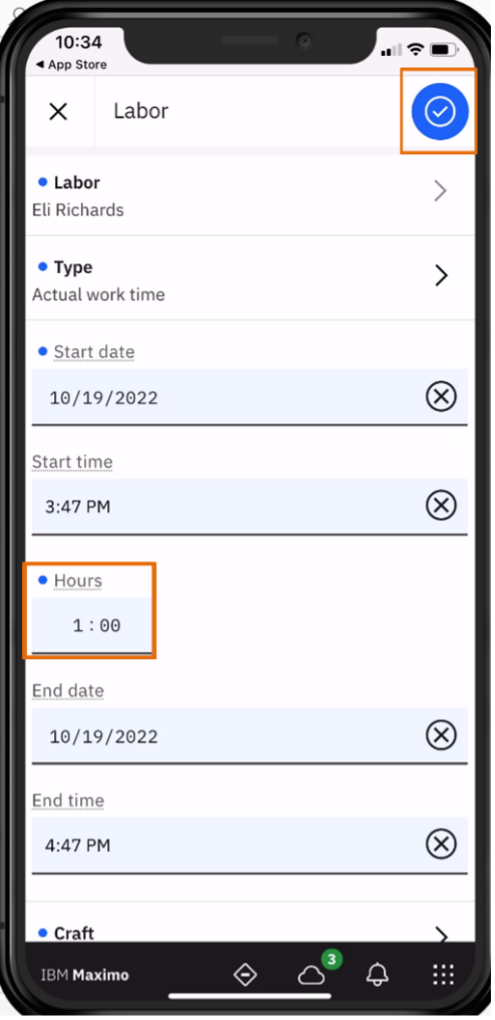 10:34
◀ App Store
Labor
Labor
Eli Richards
Type
Actual work time
Start date
10/19/2022
Start time
3:47 PM
Hours
1:00
End date
10/19/2022
End time
4:47 PM
Craft
3
IBM Maximo